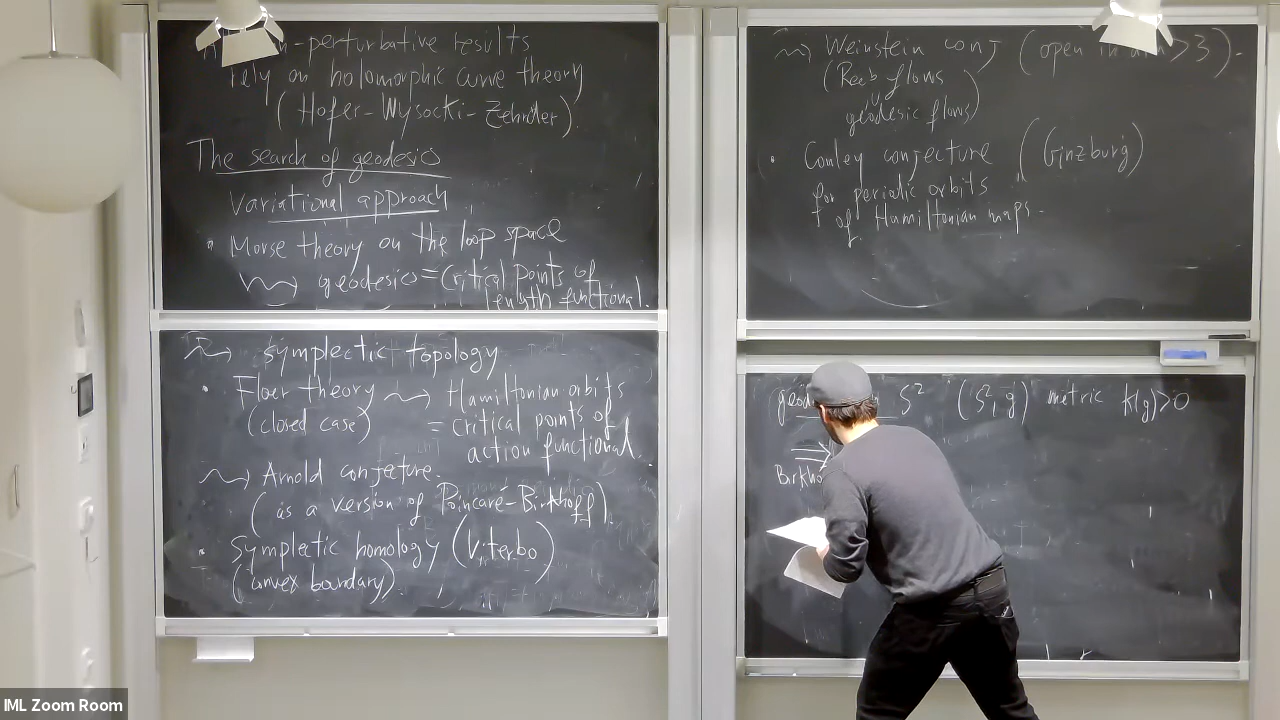 -perturbative results
rely on holomorphic curve theory
(Hofer-Wysocki-Zehnder).
The search of geodesics
Variational approach
• Morse theory on the loop space
⇝ geodesics = critical points of
length functional.
⇝ symplectic topology
• Floer theory ⇝ Hamiltonian orbits
(closed case) = critical points of
action functional.
⇝ Arnold conjecture.
(as a version of Poincaré-Birkhoff).
• Symplectic homology (Viterbo)
(convex boundary).
⇝ Weinstein conj (open in >3).
(Reeb flows
∪
geodesic flows)
• Conley conjecture (Ginzburg)
for periodic orbits
of Hamiltonian maps.
S² (S², g) metric K(g)>0
⇒
IML Zoom Room